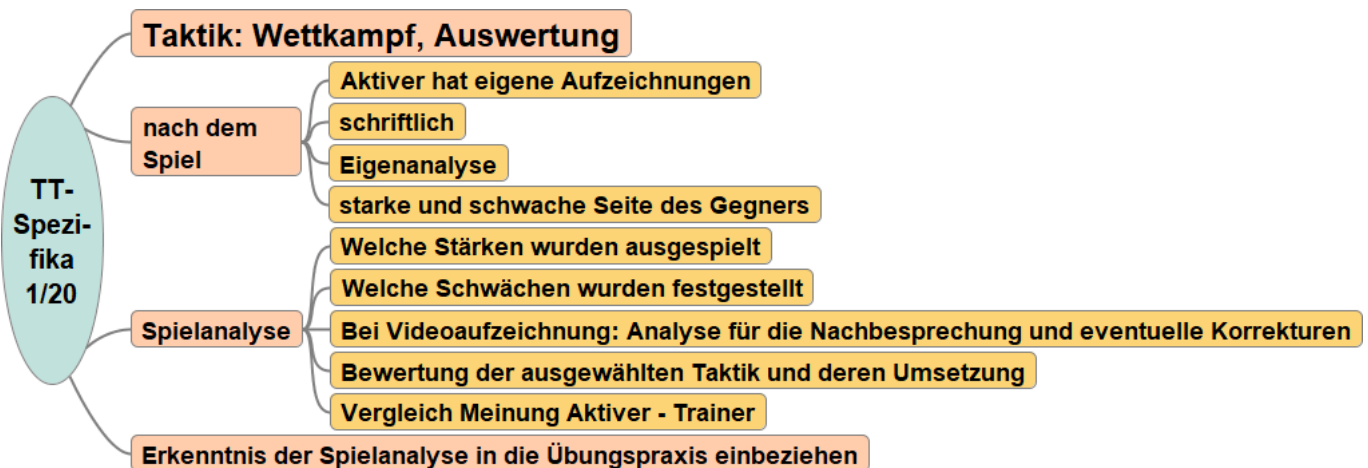 TT-
Spezi-
fika
1/20
Taktik: Wettkampf, Auswertung
nach dem
Spiel
Aktiver hat eigene Aufzeichnungen
schriftlich
Eigenanalyse
starke und schwache Seite des Gegners
Spielanalyse
Welche Stärken wurden ausgespielt
Welche Schwächen wurden festgestellt
Bei Videoaufzeichnung: Analyse für die Nachbesprechung und eventuelle Korrekturen
Bewertung der ausgewählten Taktik und deren Umsetzung
Vergleich Meinung Aktiver - Trainer
Erkenntnis der Spielanalyse in die Übungspraxis einbeziehen